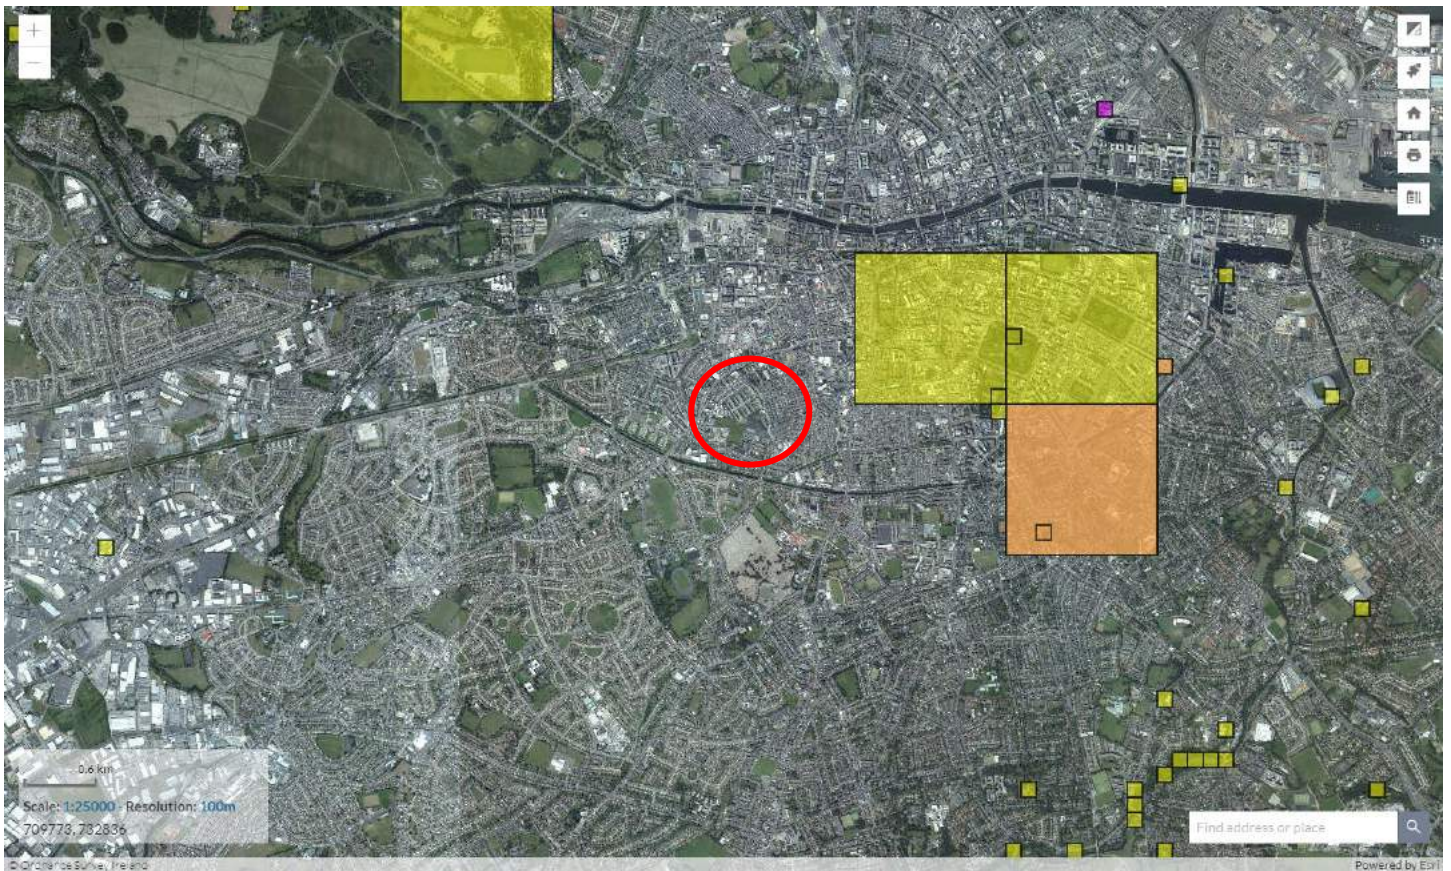 +
−
0.6 km
Scale: 1:25000 - Resolution: 100m
709773, 732836
Find address or place
© Ordnance Survey Ireland
Powered by Esri